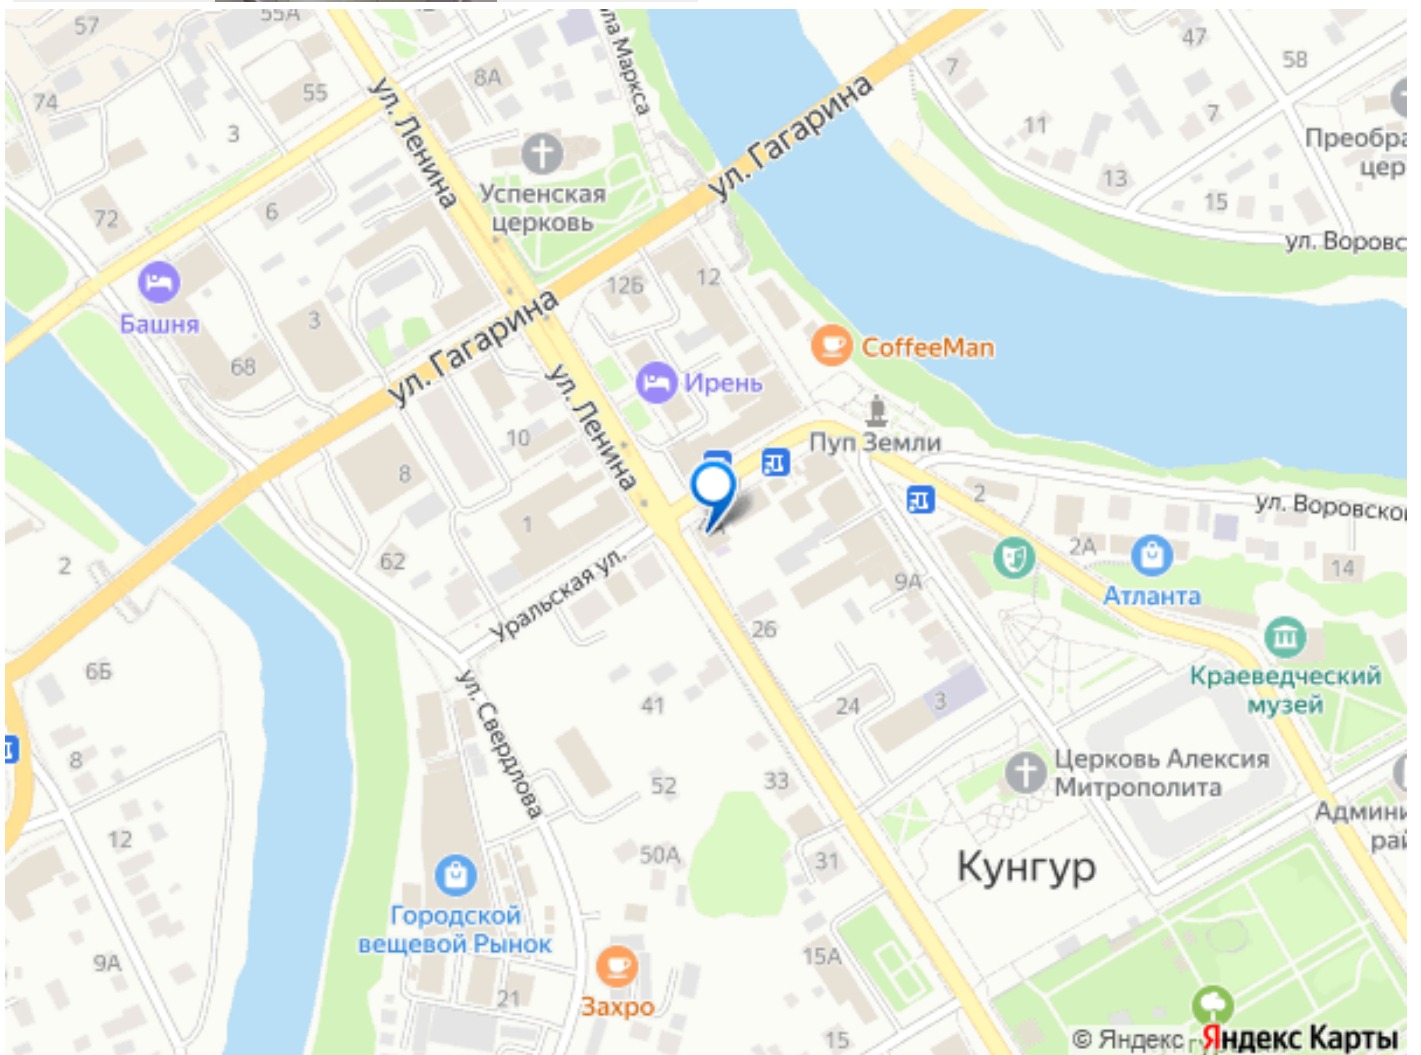 57
55А
74
55
3
8А
ул. Ленина
ла Маркса
ул. Гагарина
47
58
7
7
11
13
15
Преобра
цер
ул. Воровс
Успенская
церковь
72
6
Башня
3
68
ул. Гагарина
12Б
12
CoffeeMan
Ирень
ул. Ленина
10
8
1
Пуп Земли
2
ул. Воровской
2А
14
Атланта
9А
62
2
Уральская ул.
26
Краеведческий
музей
6Б
ул. Свердлова
41
24
3
8
52
33
Церковь Алексия
Митрополита
Админи
рай
12
50А
31
Кунгур
Городской
вещевой Рынок
9А
21
Захро
15А
15
© Яндекс
Яндекс Карты